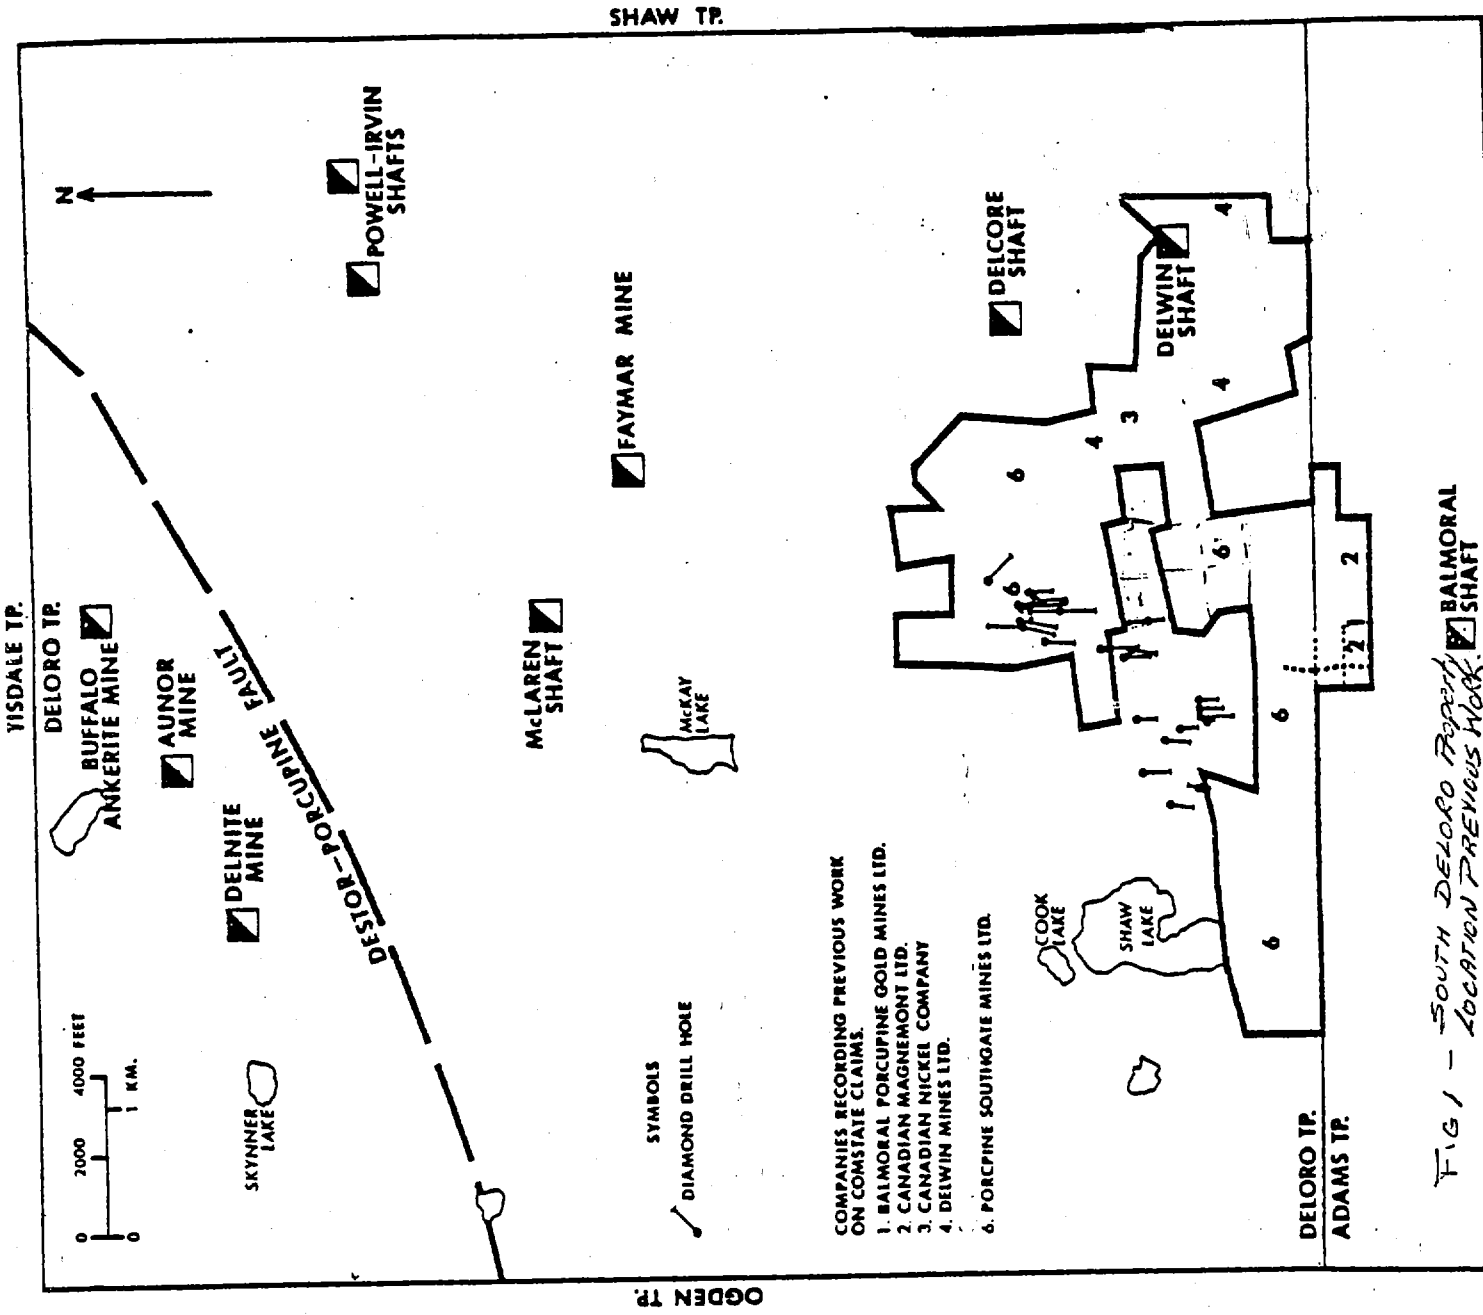 SHAW TP.
TISDALE TP.
DELORO TP.
BUFFALO
ANKERITE MINE
AUNOR
MINE
DELNITE
MINE
DESTOR-PORCUPINE FAULT
N
POWELL-IRVIN
SHAFTS
0 2000 4000 FEET
0 1 KM.
SKYNNER
LAKE
McLAREN
SHAFT
FAYMAR MINE
McKAY
LAKE
SYMBOLS
DIAMOND DRILL HOLE
COMPANIES RECORDING PREVIOUS WORK
ON COMSTATE CLAIMS.
1. BALMORAL PORCUPINE GOLD MINES LTD.
2. CANADIAN MAGNEMONT LTD.
3. CANADIAN NICKEL COMPANY
4. DELWIN MINES LTD.
6. PORCPINE SOUTHGATE MINES LTD.
DELCORE
SHAFT
DELWIN
SHAFT
COOK
LAKE
SHAW
LAKE
6
6
4
3
4
4
6
6
6
2
2 1
DELORO TP.
ADAMS TP.
BALMORAL
SHAFT
OGDEN TP.
FIG 1 - SOUTH DELORO Property
LOCATION PREVIOUS WORK.